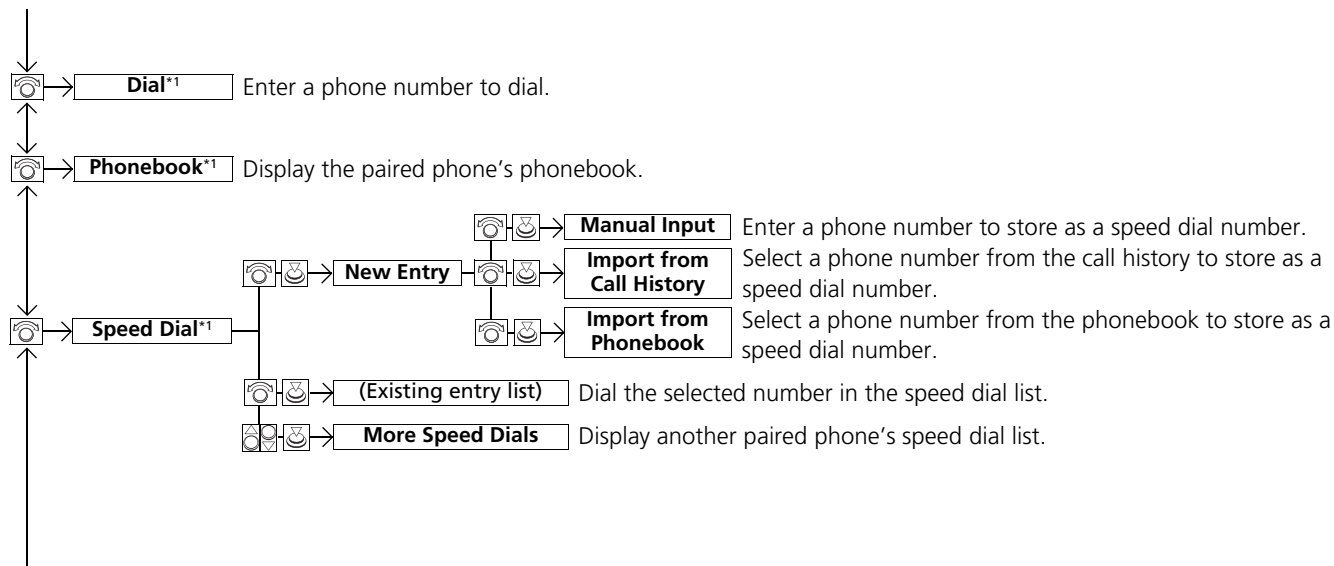 Dial*1 Enter a phone number to dial.
Phonebook*1 Display the paired phone’s phonebook.
Manual Input Enter a phone number to store as a speed dial number.
New Entry
Import from
Call History
Select a phone number from the call history to store as a
speed dial number.
Speed Dial*1
Import from
Phonebook
Select a phone number from the phonebook to store as a
speed dial number.
(Existing entry list) Dial the selected number in the speed dial list.
More Speed Dials Display another paired phone’s speed dial list.